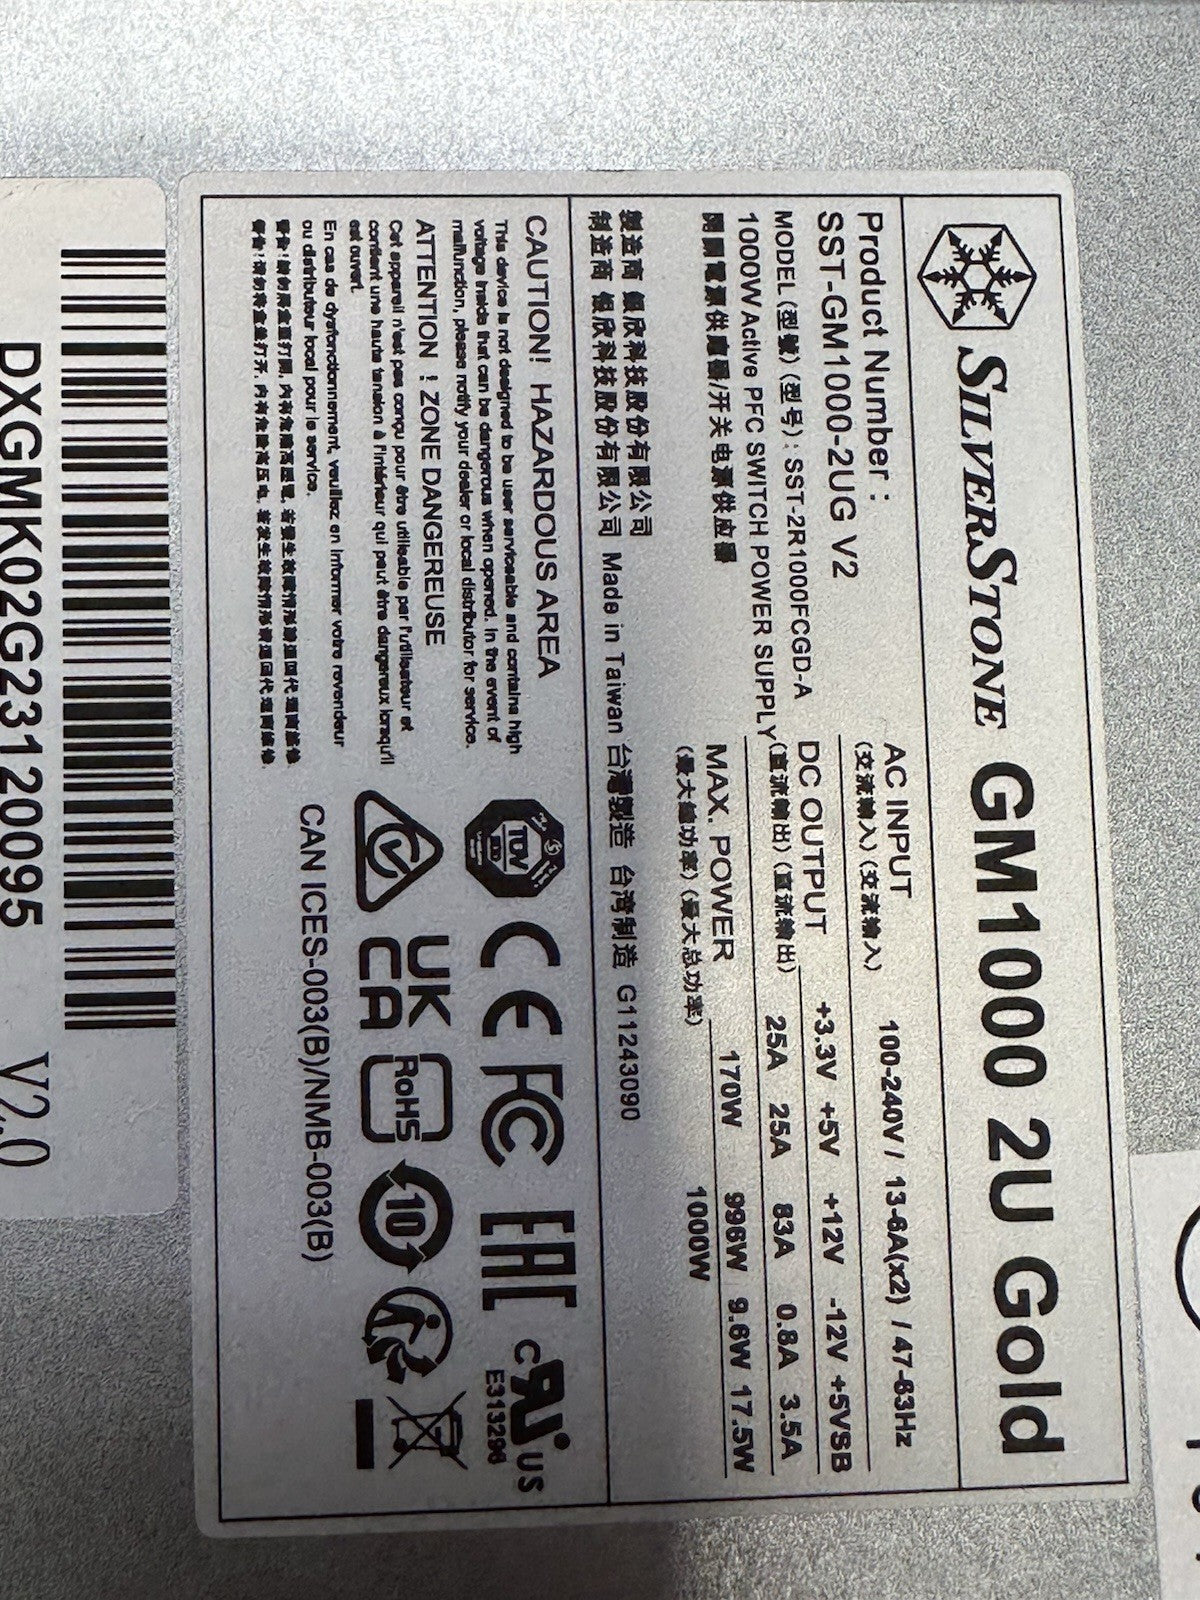 SILVERSTONE GM1000 2U Gold
Product Number :
SST-GM1000-2UG V2
MODEL (型號) (型号) : SST-2R1000FCGD-A
1000W Active PFC SWITCH POWER SUPPLY
開關電源供應器/开关电源供应器
AC INPUT 100-240V / 13-6A(x2) / 47-63Hz
(交流輸入) (交流输入)
DC OUTPUT +3.3V +5V +12V -12V +5VSB
(直流輸出) (直流输出) 25A 25A 83A 0.8A 3.5A
MAX. POWER 170W 996W 9.6W 17.5W
(最大總功率) (最大总功率) 1000W
製造商 銀欣科技股份有限公司
制造商 银欣科技股份有限公司 Made in Taiwan 台灣製造 台湾制造 G11243090
CAUTION! HAZARDOUS AREA
This device is not designed to be user serviceable and contains high
voltage inside that can be dangerous when opened. In the event of
malfunction, please notify your dealer or local distributor for service.
ATTENTION ! ZONE DANGEREUSE
Cet appareil n'est pas conçu pour être utilisable par l'utilisateur et
contient une haute tension à l'intérieur qui peut être dangereux lorsqu'il
est ouvert.
En cas de dysfonctionnement, veuillez en informer votre revendeur
ou distributeur local pour le service.
TÜV
SÜD
CE FC EAC c UL US
E313296
UK
CA
RoHS
10
CAN ICES-003(B)/NMB-003(B)
DXGMK02G23120095
V2.0